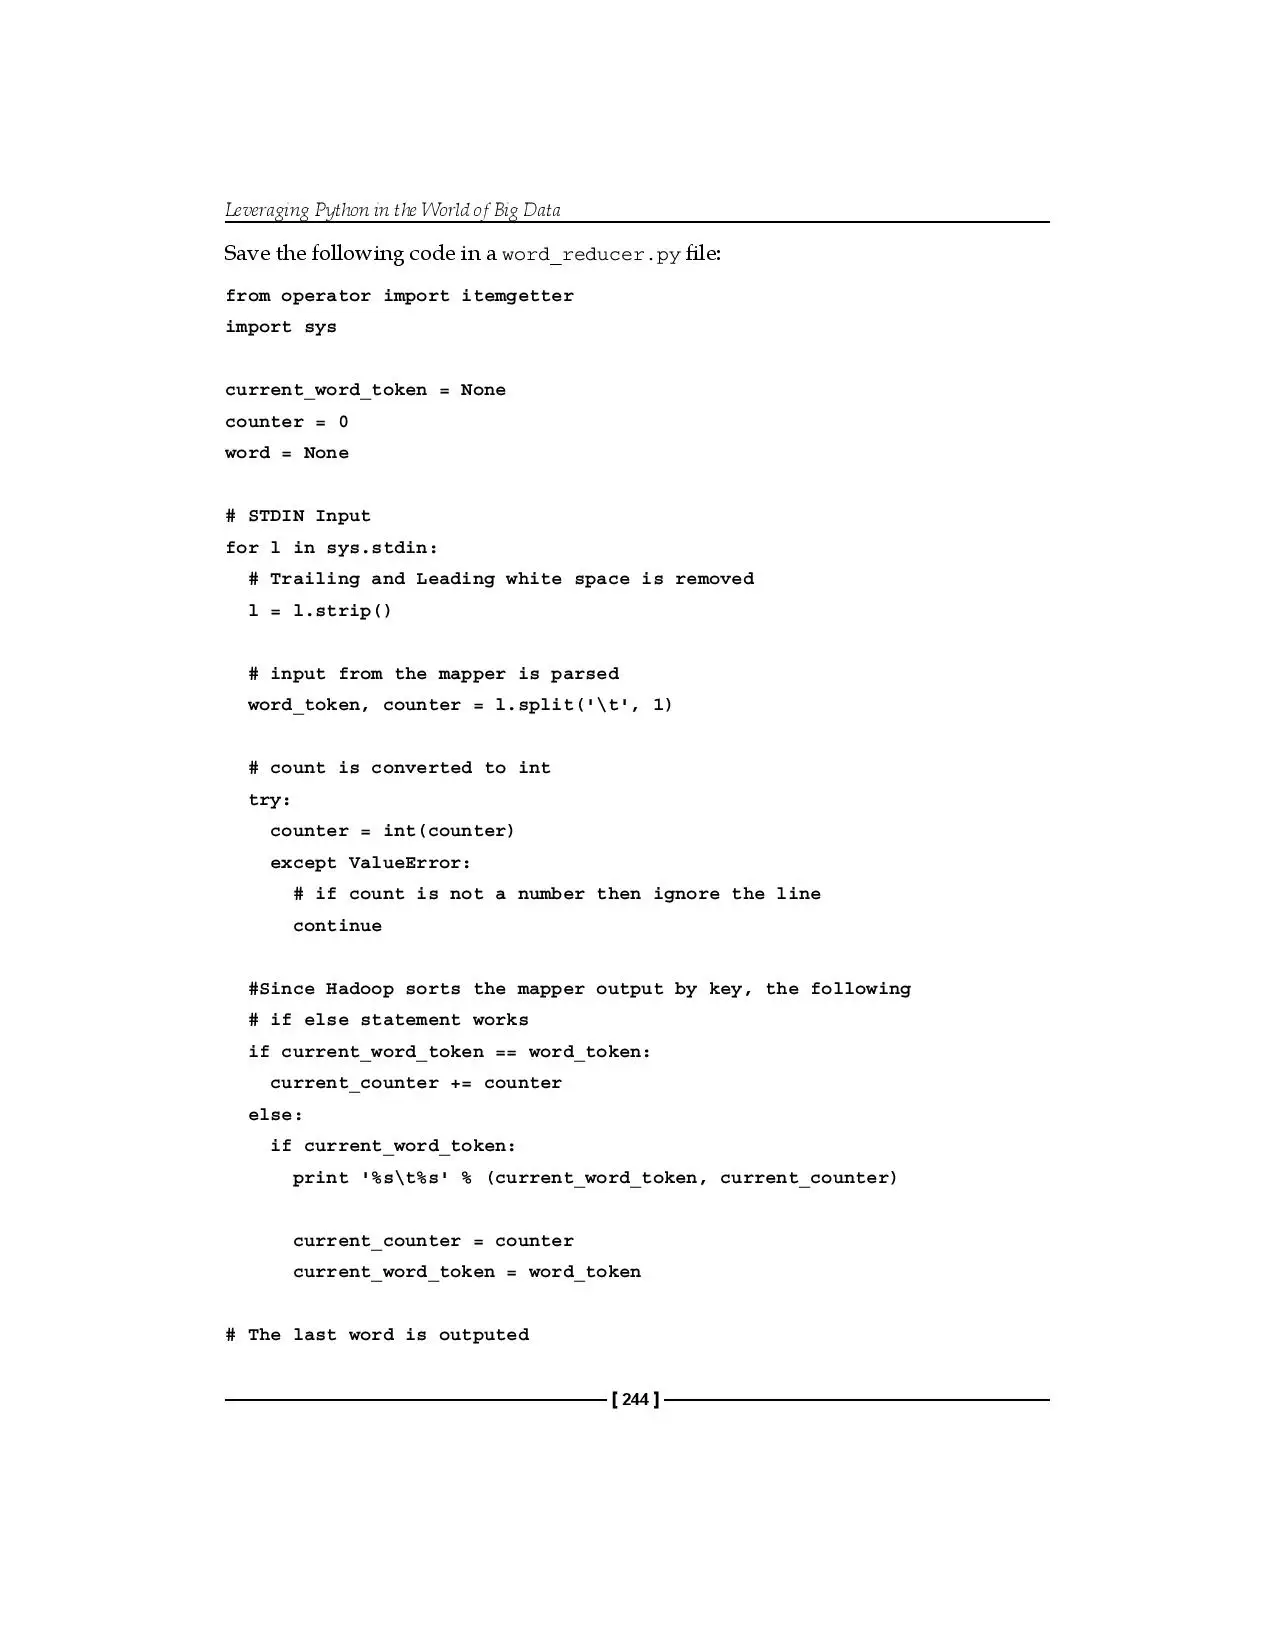 Leveraging Python in the World of Big Data
Save the following code in a word_reducer.py file:
from operator import itemgetter
import sys
current_word_token = None
counter = 0
word = None
# STDIN Input
for l in sys.stdin:
  # Trailing and Leading white space is removed
  l = l.strip()
  # input from the mapper is parsed
  word_token, counter = l.split('\t', 1)
  # count is converted to int
  try:
    counter = int(counter)
    except ValueError:
      # if count is not a number then ignore the line
      continue
  #Since Hadoop sorts the mapper output by key, the following
  # if else statement works
  if current_word_token == word_token:
    current_counter += counter
  else:
    if current_word_token:
      print '%s\t%s' % (current_word_token, current_counter)
      current_counter = counter
      current_word_token = word_token
# The last word is outputed
[ 244 ]